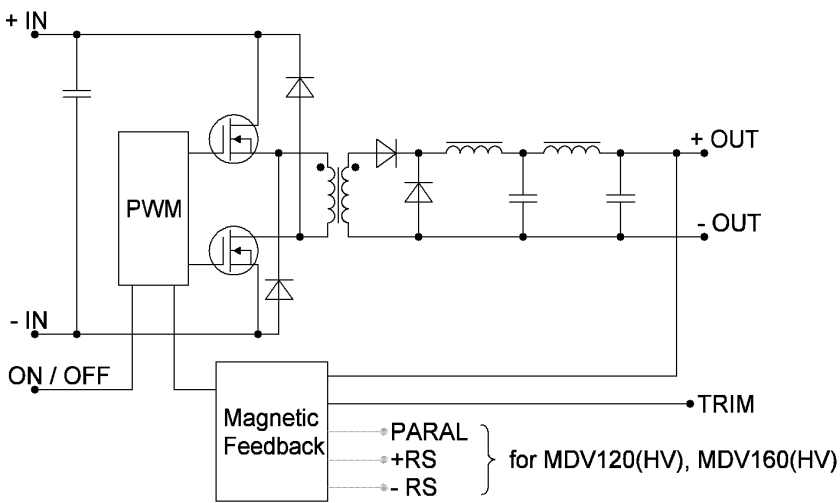 + IN
PWM
+ OUT
- OUT
- IN
ON / OFF
Magnetic
Feedback
TRIM
PARAL
+RS
- RS
for MDV120(HV), MDV160(HV)